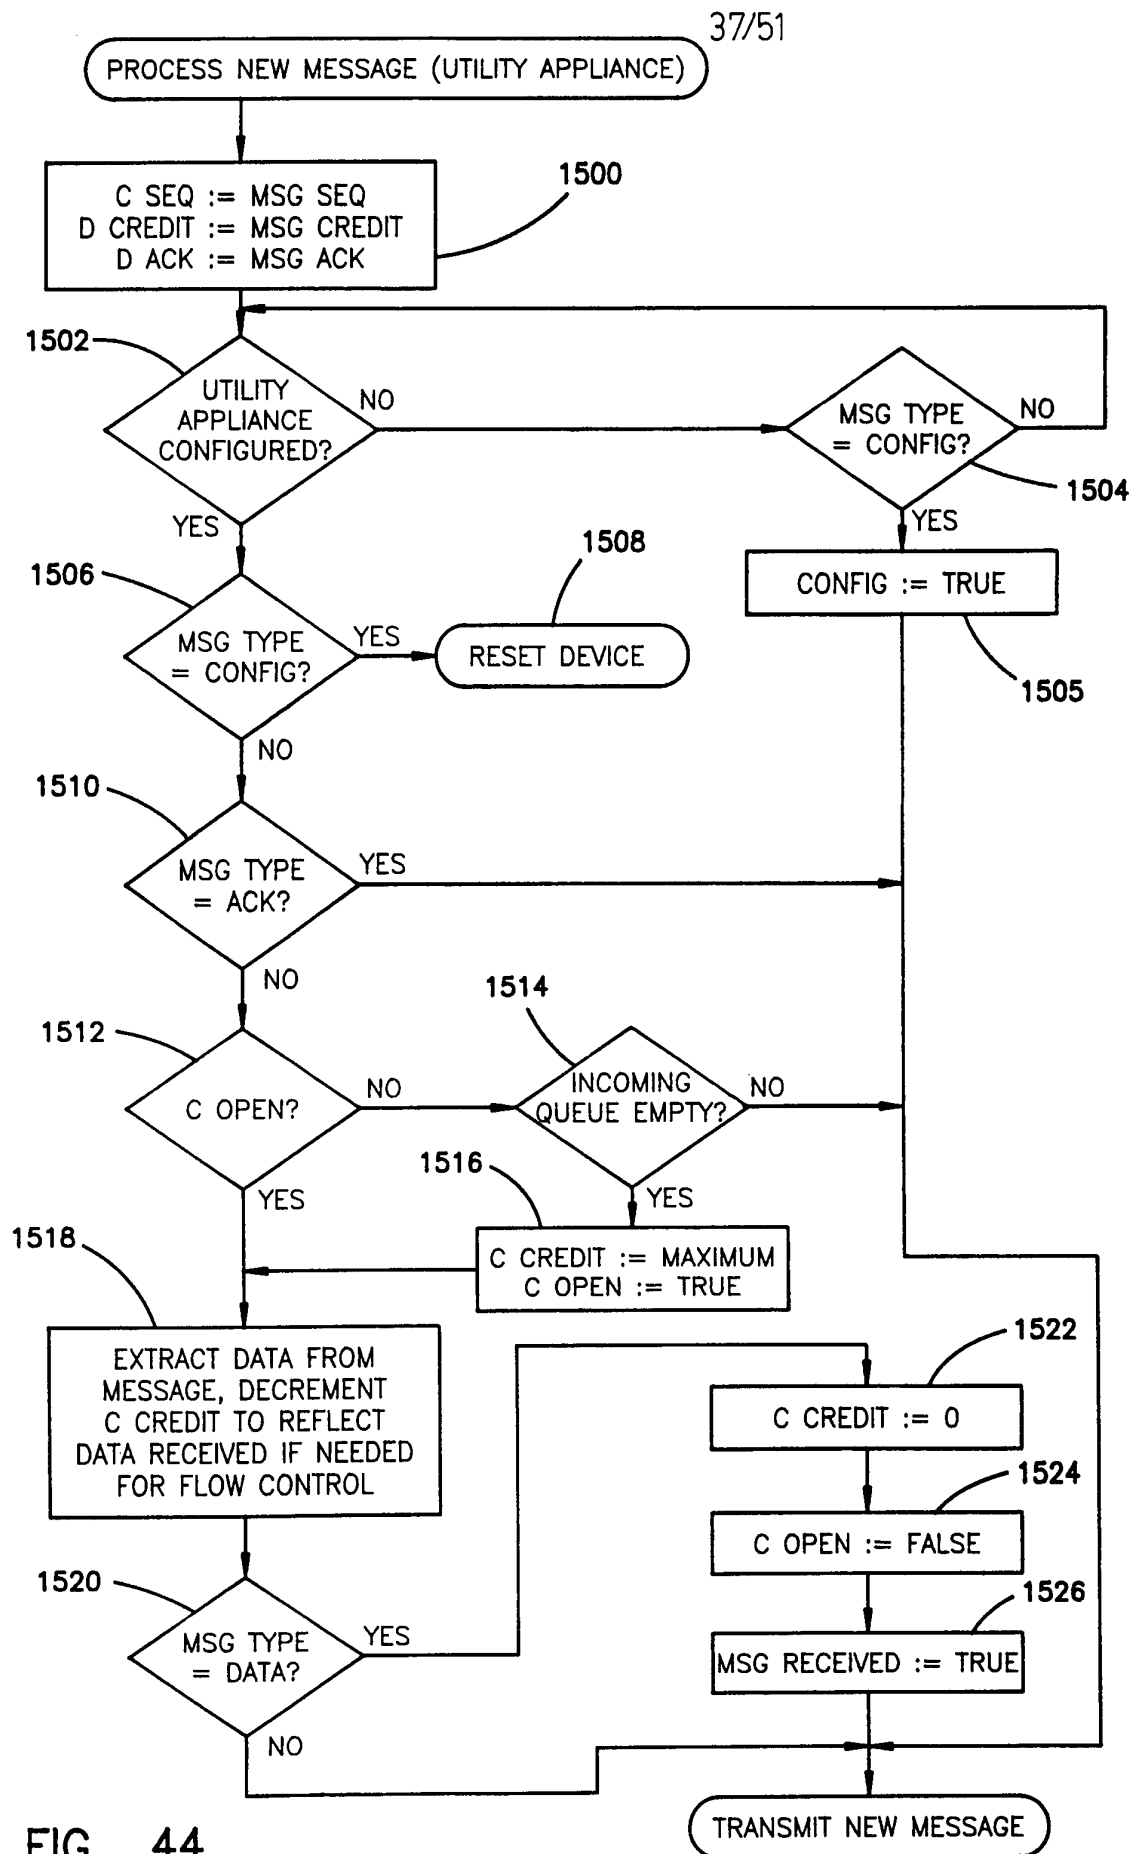 37/51
PROCESS NEW MESSAGE (UTILITY APPLIANCE)
1500
C SEQ := MSG SEQ
D CREDIT := MSG CREDIT
D ACK := MSG ACK
1502
UTILITY
APPLIANCE
CONFIGURED?
NO
YES
MSG TYPE
= CONFIG?
NO
1504
YES
CONFIG := TRUE
1505
1506
MSG TYPE
= CONFIG?
YES
1508
RESET DEVICE
NO
1510
MSG TYPE
= ACK?
YES
NO
1512
C OPEN?
NO
YES
1514
INCOMING
QUEUE EMPTY?
NO
YES
1516
C CREDIT := MAXIMUM
C OPEN := TRUE
1518
EXTRACT DATA FROM
MESSAGE, DECREMENT
C CREDIT TO REFLECT
DATA RECEIVED IF NEEDED
FOR FLOW CONTROL
1520
MSG TYPE
= DATA?
YES
NO
1522
C CREDIT := 0
1524
C OPEN := FALSE
1526
MSG RECEIVED := TRUE
TRANSMIT NEW MESSAGE
FIG. 44